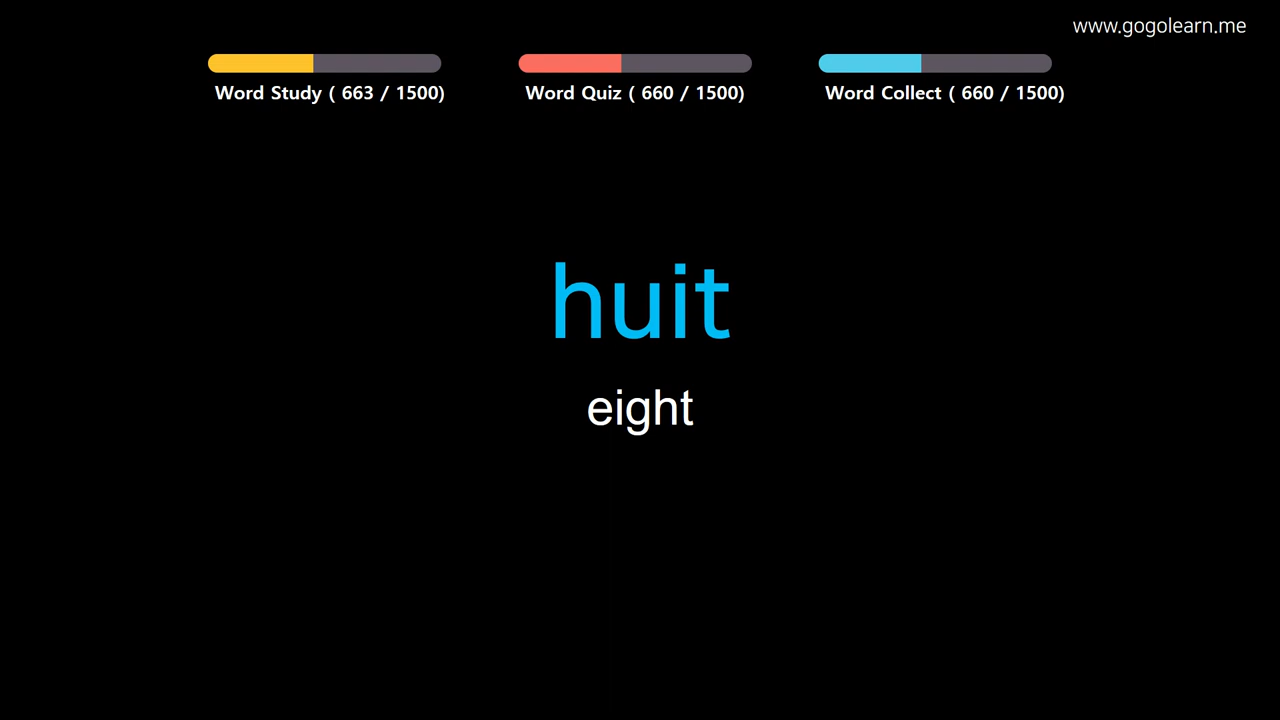 www.gogolearn.me
Word Study ( 663 / 1500)
Word Quiz ( 660 / 1500)
Word Collect ( 660 / 1500)
huit
eight